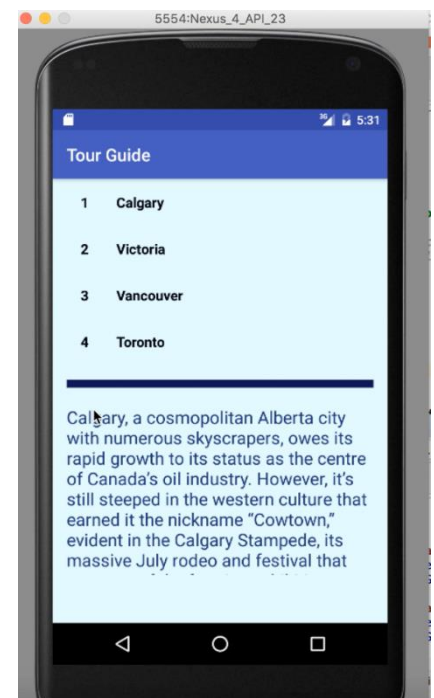 5554:Nexus_4_API_23
3G 5:31
Tour Guide
1 Calgary
2 Victoria
3 Vancouver
4 Toronto
Calgary, a cosmopolitan Alberta city
with numerous skyscrapers, owes its
rapid growth to its status as the centre
of Canada's oil industry. However, it's
still steeped in the western culture that
earned it the nickname “Cowtown,”
evident in the Calgary Stampede, its
massive July rodeo and festival that